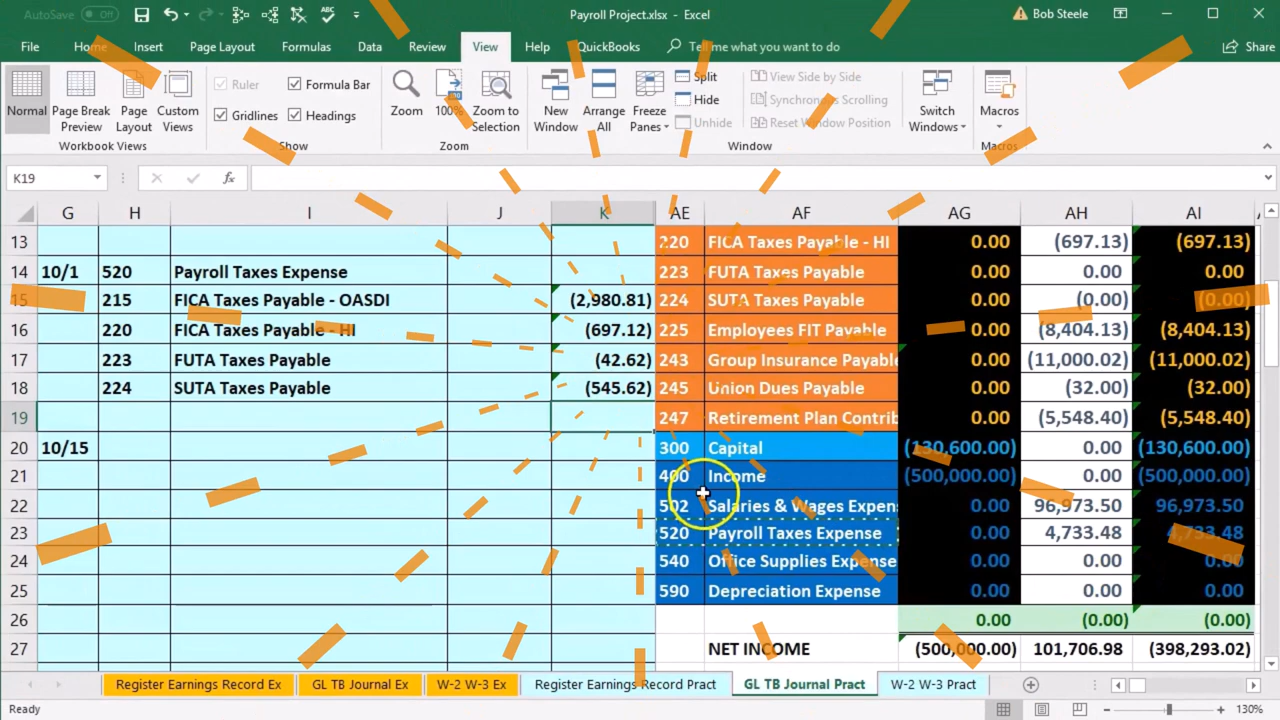 AutoSave Off Payroll Project.xlsx - Excel Bob Steele
File Home Insert Page Layout Formulas Data Review View Help QuickBooks Tell me what you want to do Share
Normal Page Break Preview Page Layout Custom Views
Workbook Views
Ruler Formula Bar
Gridlines Headings
Show
Zoom 100% Zoom to Selection
Zoom
New Window Arrange All Freeze Panes
Split
Hide
Unhide
View Side by Side
Synchronous Scrolling
Reset Window Position
Window
Switch Windows
Macros
Macros
K19 fx
G H I J K AE AF AG AH AI
13 220 FICA Taxes Payable - HI 0.00 (697.13) (697.13)
14 10/1 520 Payroll Taxes Expense 223 FUTA Taxes Payable 0.00 0.00 0.00
15 215 FICA Taxes Payable - OASDI (2,980.81) 224 SUTA Taxes Payable 0.00 (0.00) (0.00)
16 220 FICA Taxes Payable - HI (697.12) 225 Employees FIT Payable 0.00 (8,404.13) (8,404.13)
17 223 FUTA Taxes Payable (42.62) 243 Group Insurance Payable 0.00 (11,000.02) (11,000.02)
18 224 SUTA Taxes Payable (545.62) 245 Union Dues Payable 0.00 (32.00) (32.00)
19 247 Retirement Plan Contrib 0.00 (5,548.40) (5,548.40)
20 10/15 300 Capital (130,600.00) 0.00 (130,600.00)
21 400 Income (500,000.00) 0.00 (500,000.00)
22 502 Salaries & Wages Expen 0.00 96,973.50 96,973.50
23 520 Payroll Taxes Expense 0.00 4,733.48 4,733.48
24 540 Office Supplies Expense 0.00 0.00 0.00
25 590 Depreciation Expense 0.00 0.00 0.00
26 0.00 (0.00) (0.00)
27 NET INCOME (500,000.00) 101,706.98 (398,293.02)
Register Earnings Record Ex GL TB Journal Ex W-2 W-3 Ex Register Earnings Record Pract GL TB Journal Pract W-2 W-3 Pract
Ready 130%